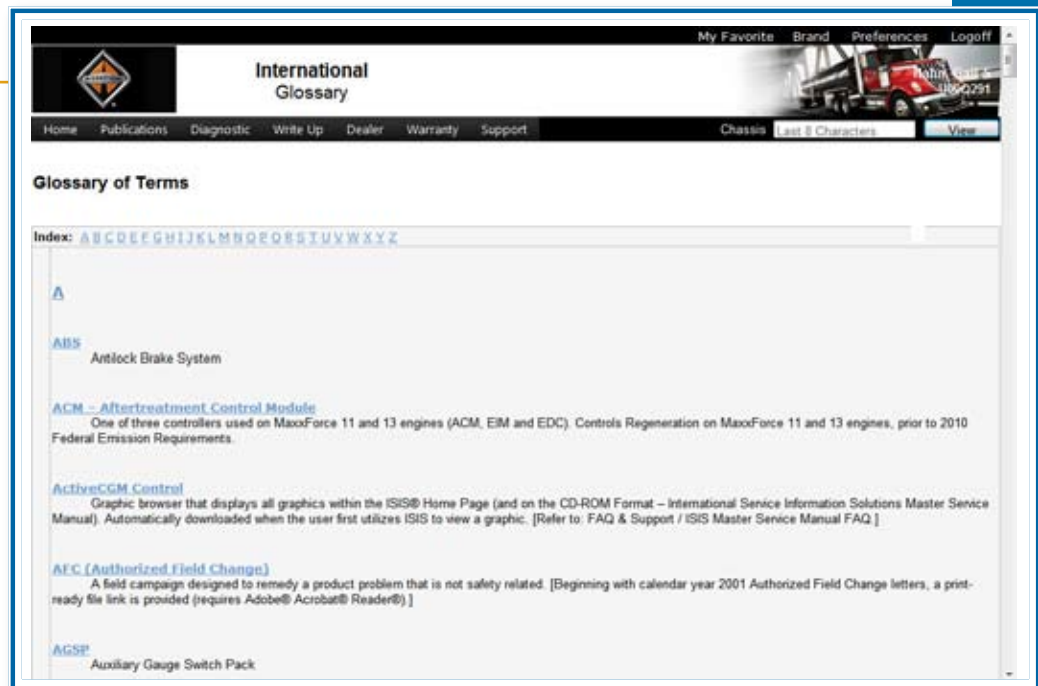 My Favorite Brand Preferences Logoff
International
Glossary
Home Publications Diagnostic Write Up Dealer Warranty Support Chassis Last 8 Characters View
Glossary of Terms
Index: A B C D E F G H I J K L M N O P Q R S T U V W X Y Z
A
ABS
Antilock Brake System
ACM - Aftertreatment Control Module
One of three controllers used on MaxxForce 11 and 13 engines (ACM, EIM and EDC). Controls Regeneration on MaxxForce 11 and 13 engines, prior to 2010
Federal Emission Requirements.
ActiveCGM Control
Graphic browser that displays all graphics within the ISIS® Home Page (and on the CD-ROM Format – International Service Information Solutions Master Service
Manual). Automatically downloaded when the user first utilizes ISIS to view a graphic. [Refer to: FAQ & Support / ISIS Master Service Manual FAQ.]
AFC (Authorized Field Change)
A field campaign designed to remedy a product problem that is not safety related. [Beginning with calendar year 2001 Authorized Field Change letters, a print-
ready file link is provided (requires Adobe® Acrobat® Reader®).]
AGSP
Auxiliary Gauge Switch Pack